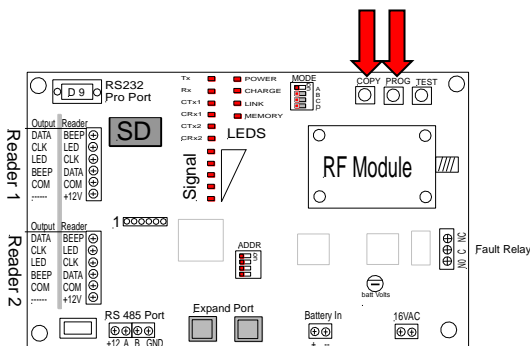 COPY PROG .TEST
MODE
A
B
C
D
D 9
RS232
Pro Port
Tx
Rx
CTx1
CRx1
CTx2
CRx2
POWER
CHARGE
LINK
MEMORY
LEDS
Signal
SD
RF Module
Reader 1
Output Reader
DATA BEEP
CLK LED
LED CLK
BEEP DATA
COM COM
------ +12V
Reader 2
Output Reader
DATA BEEP
CLK LED
LED CLK
BEEP DATA
COM COM
------ +12V
1
ADDR
NO C NC
Fault Relay
batt Volts
RS 485 Port
+12 A B GND
Expand Port
Battery In
+ --
16VAC